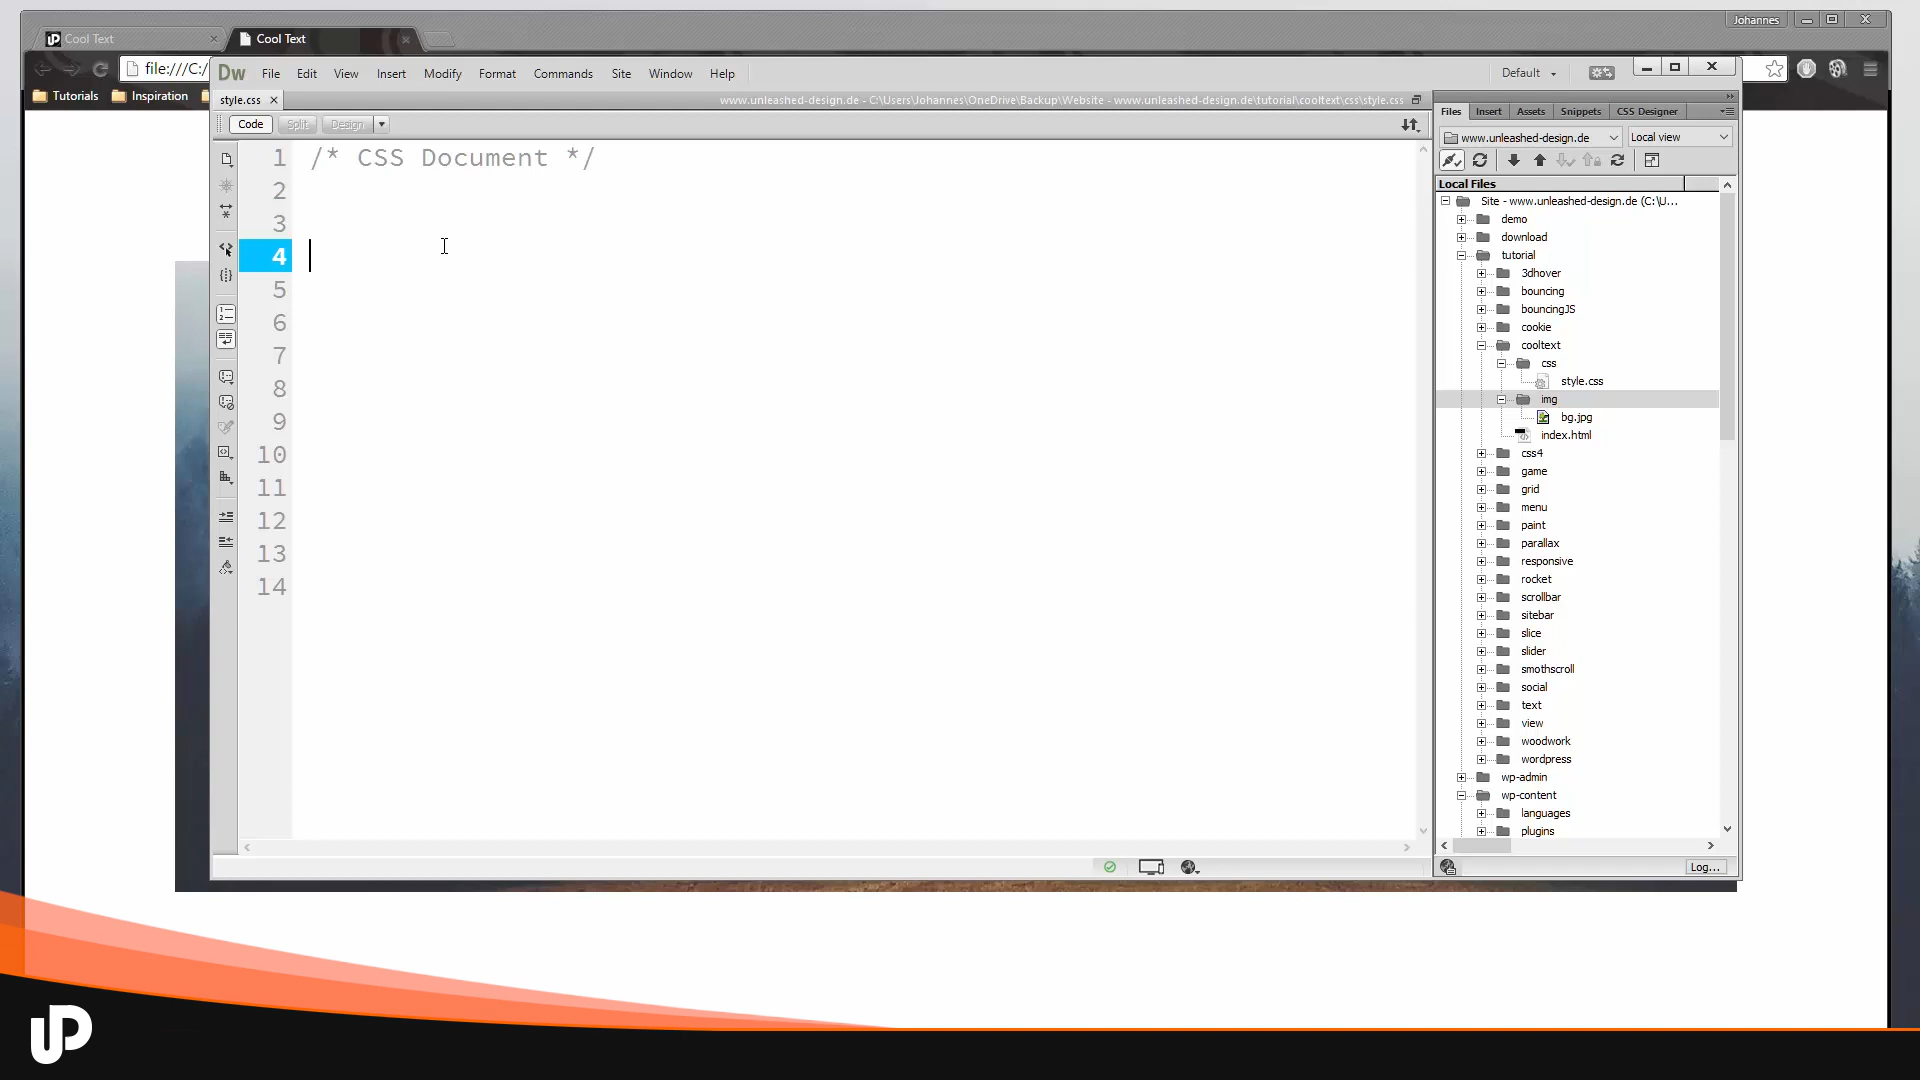 Johannes
Cool Text
Cool Text
file:///C:/
Tutorials
Inspiration
Dw File Edit View Insert Modify Format Commands Site Window Help
Default
style.css
www.unleashed-design.de - C:\Users\Johannes\OneDrive\Backup\Website - www.unleashed-design.de\tutorial\cooltext\css\style.css
Code Split Design
Files Insert Assets Snippets CSS Designer
www.unleashed-design.de
Local view
Local Files
Site - www.unleashed-design.de (C:\U...
demo
download
tutorial
3dhover
bouncing
bouncingJS
cookie
cooltext
css
style.css
img
bg.jpg
index.html
css4
game
grid
menu
paint
parallax
responsive
rocket
scrollbar
sitebar
slice
slider
smothscroll
social
text
view
woodwork
wordpress
wp-admin
wp-content
languages
plugins
Log...
1 /* CSS Document */
2
3
4
5
6
7
8
9
10
11
12
13
14
UP